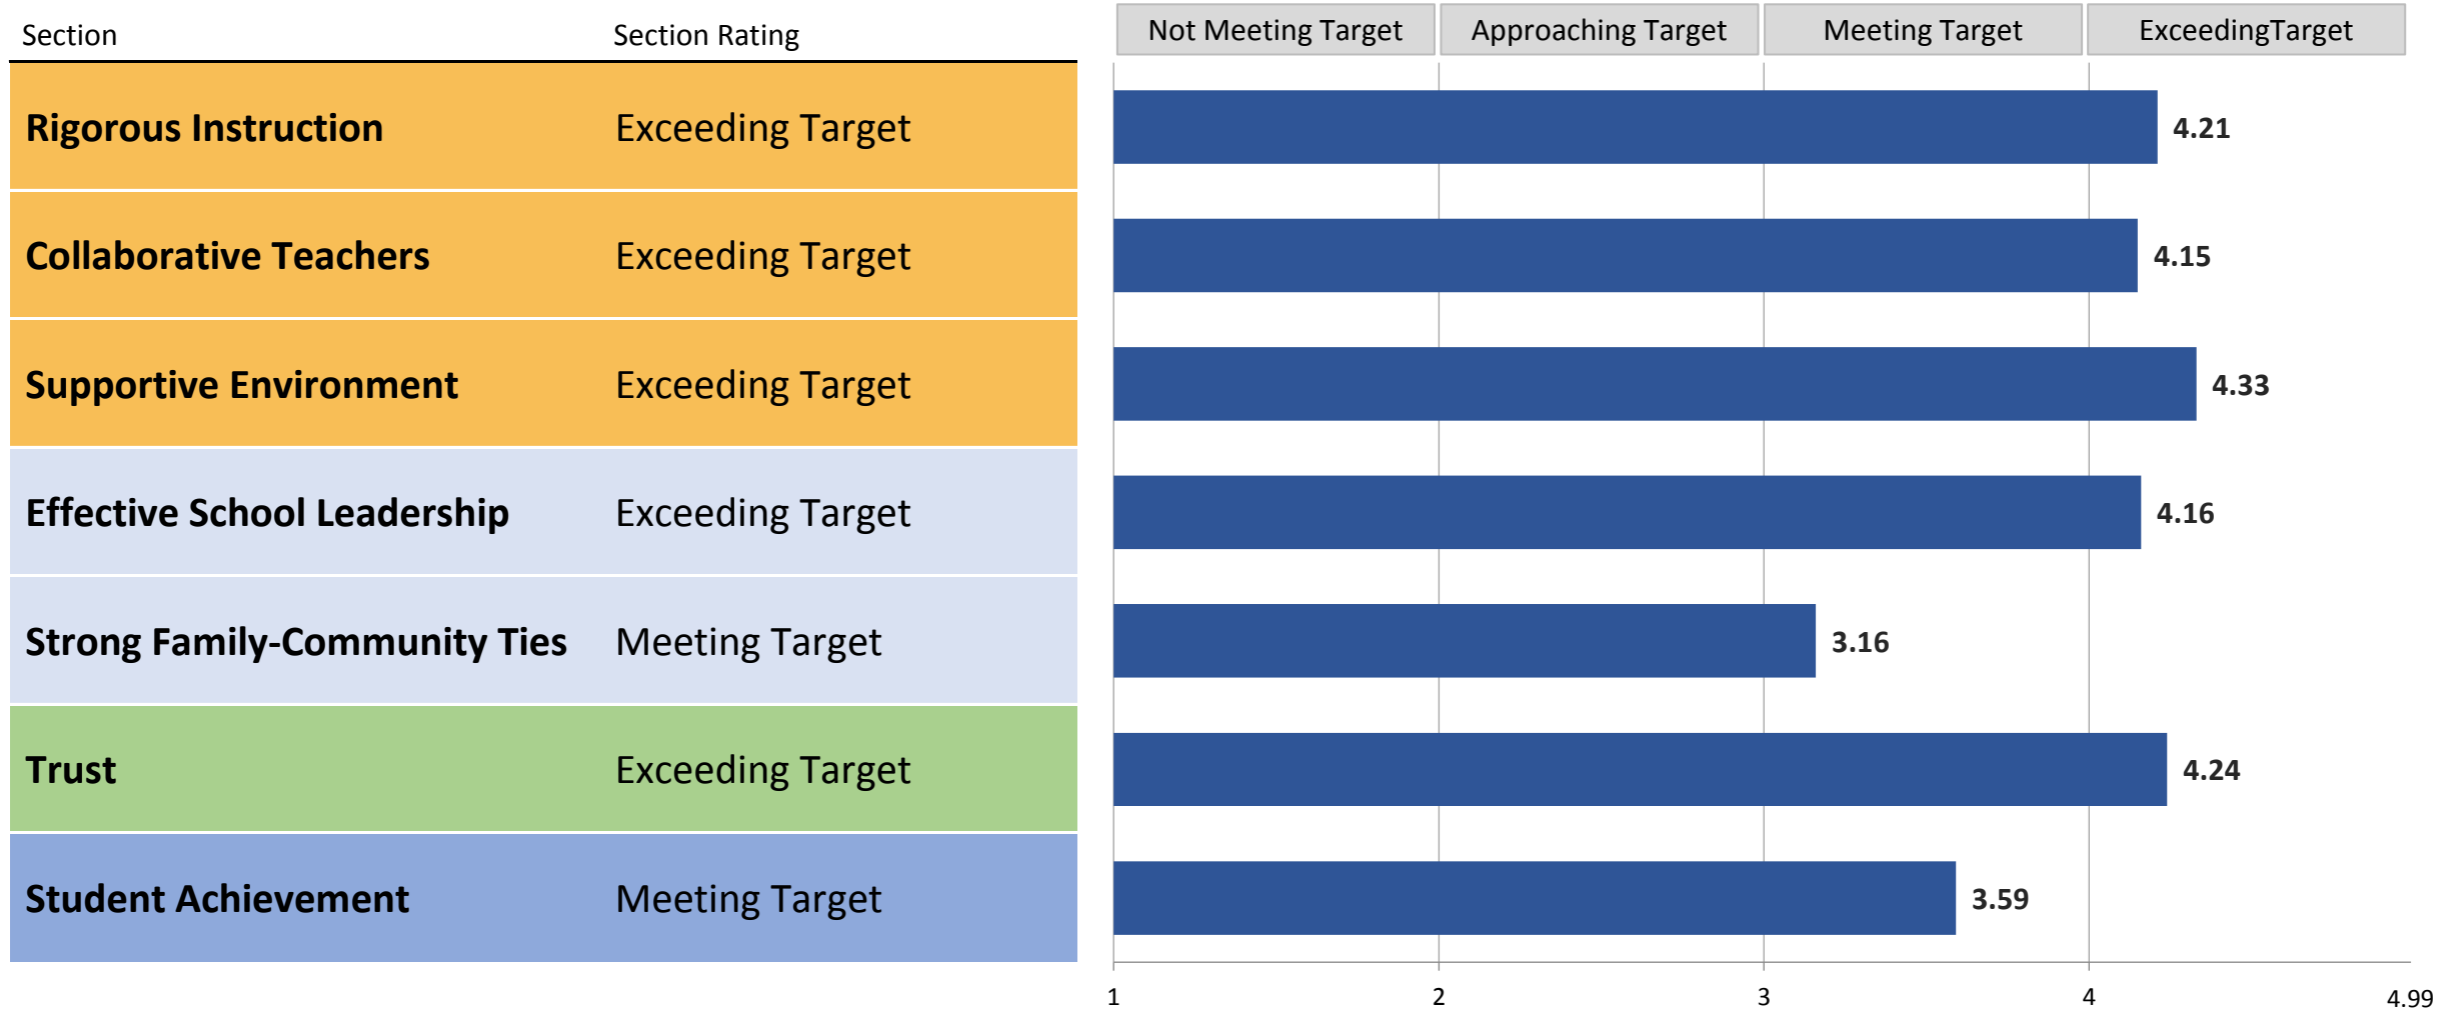 Section Section Rating Not Meeting Target Approaching Target Meeting Target ExceedingTarget
Rigorous Instruction Exceeding Target 4.21
Collaborative Teachers Exceeding Target 4.15
Supportive Environment Exceeding Target 4.33
Effective School Leadership Exceeding Target 4.16
Strong Family-Community Ties Meeting Target 3.16
Trust Exceeding Target 4.24
Student Achievement Meeting Target 3.59
1 2 3 4 4.99